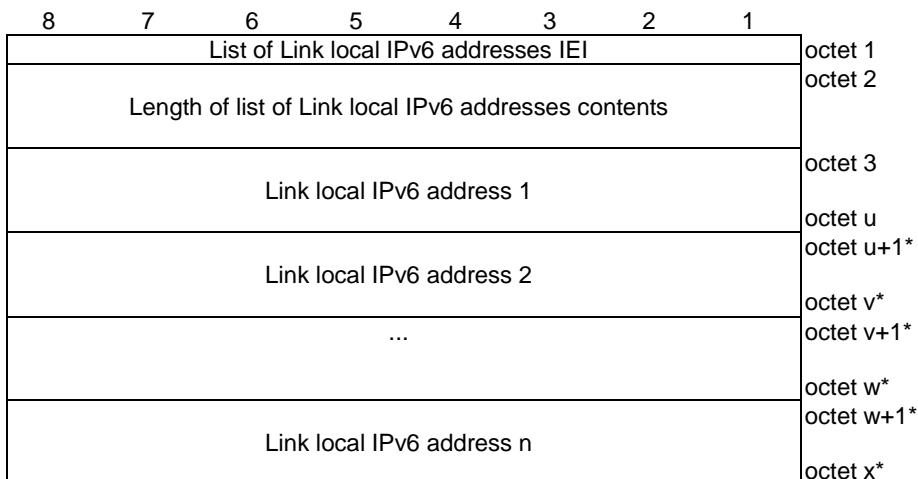 8 7 6 5 4 3 2 1
List of Link local IPv6 addresses IEI octet 1
octet 2
Length of list of Link local IPv6 addresses contents
octet 3
Link local IPv6 address 1
octet u
octet u+1*
Link local IPv6 address 2
octet v*
... octet v+1*
octet w*
octet w+1*
Link local IPv6 address n
octet x*